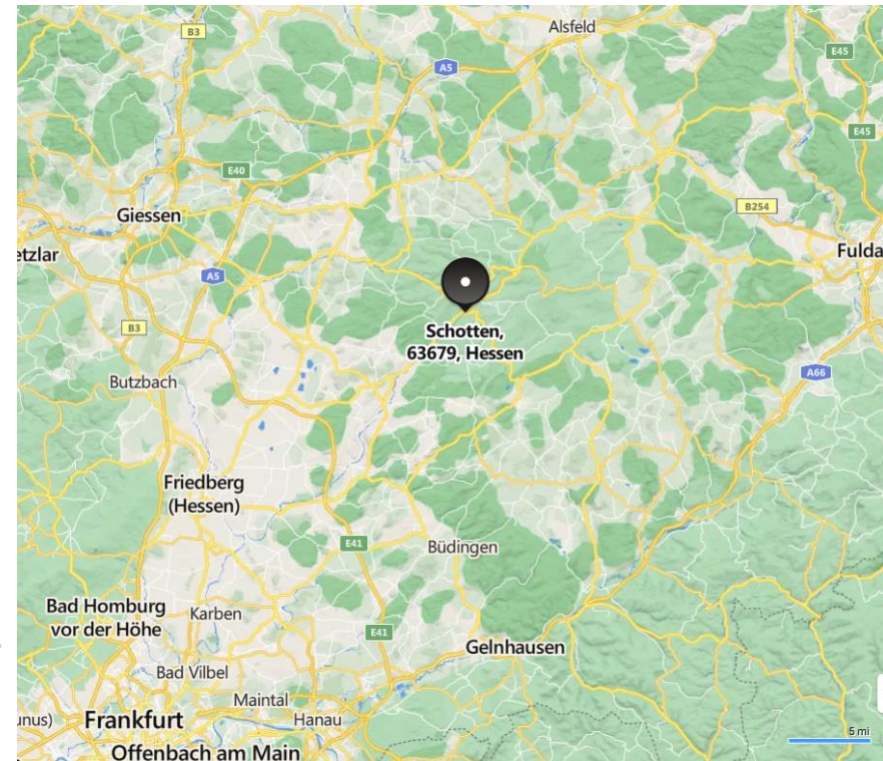 B3
Alsfeld
E45
A5
E45
E40
B254
Giessen
etzlar
Fulda
A5
Schotten,
63679, Hessen
B3
A66
Butzbach
Friedberg
(Hessen)
E41
Büdingen
Bad Homburg
vor der Höhe
Karben
E41
Gelnhausen
Bad Vilbel
Maintal
unus)
Frankfurt
Hanau
5 mi
Offenbach am Main